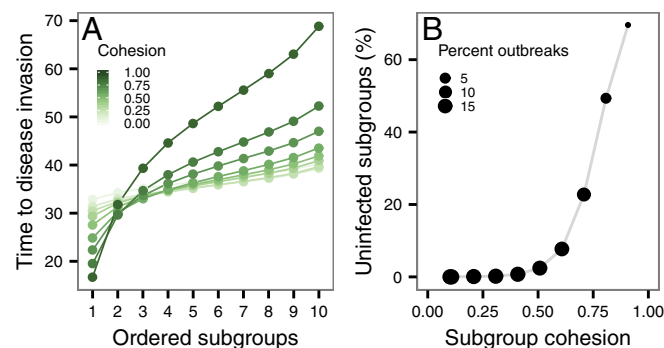 A
Cohesion
1.00
0.75
0.50
0.25
0.00
Time to disease invasion
70
60
50
40
30
20
1 2 3 4 5 6 7 8 9 10
Ordered subgroups
B
Percent outbreaks
5
10
15
Uninfected subgroups (%)
60
40
20
0
0.00 0.25 0.50 0.75 1.00
Subgroup cohesion